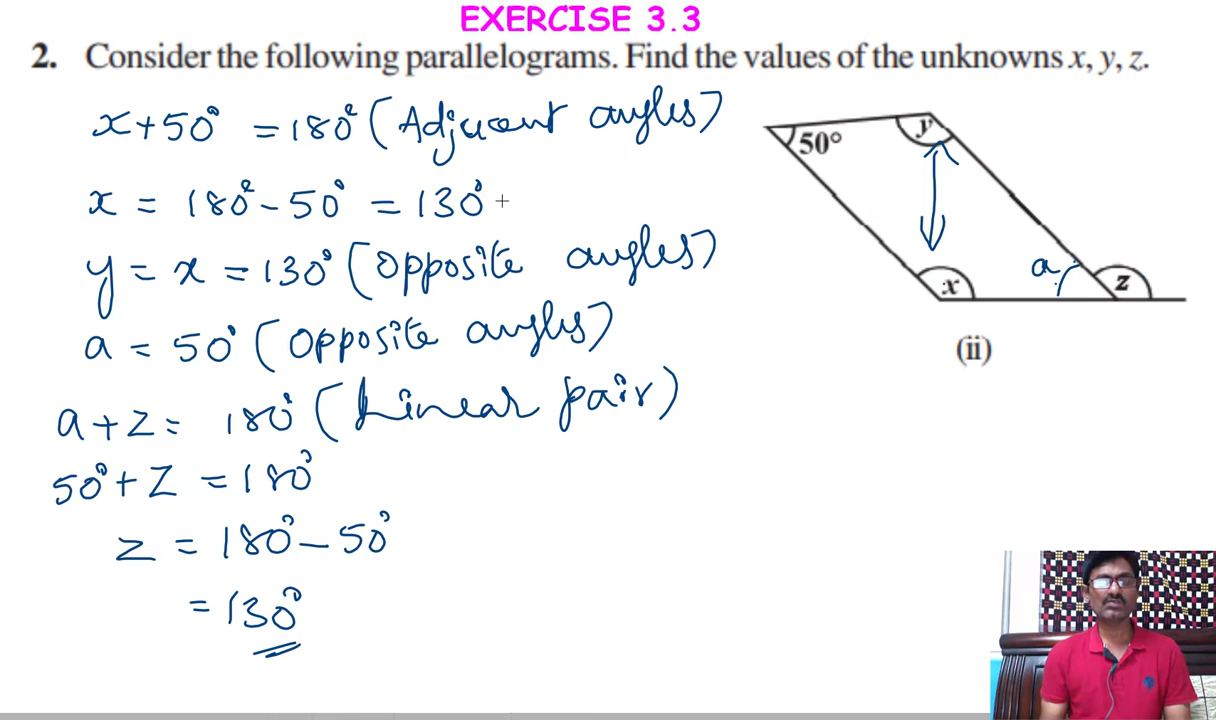 EXERCISE 3.3
2. Consider the following parallelograms. Find the values of the unknowns x, y, z.
x + 50° = 180° (Adjacent angles)
x = 180° - 50° = 130°
y = x = 130° (Opposite angles)
a = 50° (Opposite angles)
a + z = 180° (Linear pair)
50° + z = 180°
z = 180° - 50°
= 130°
50°
y
a
x
z
(ii)